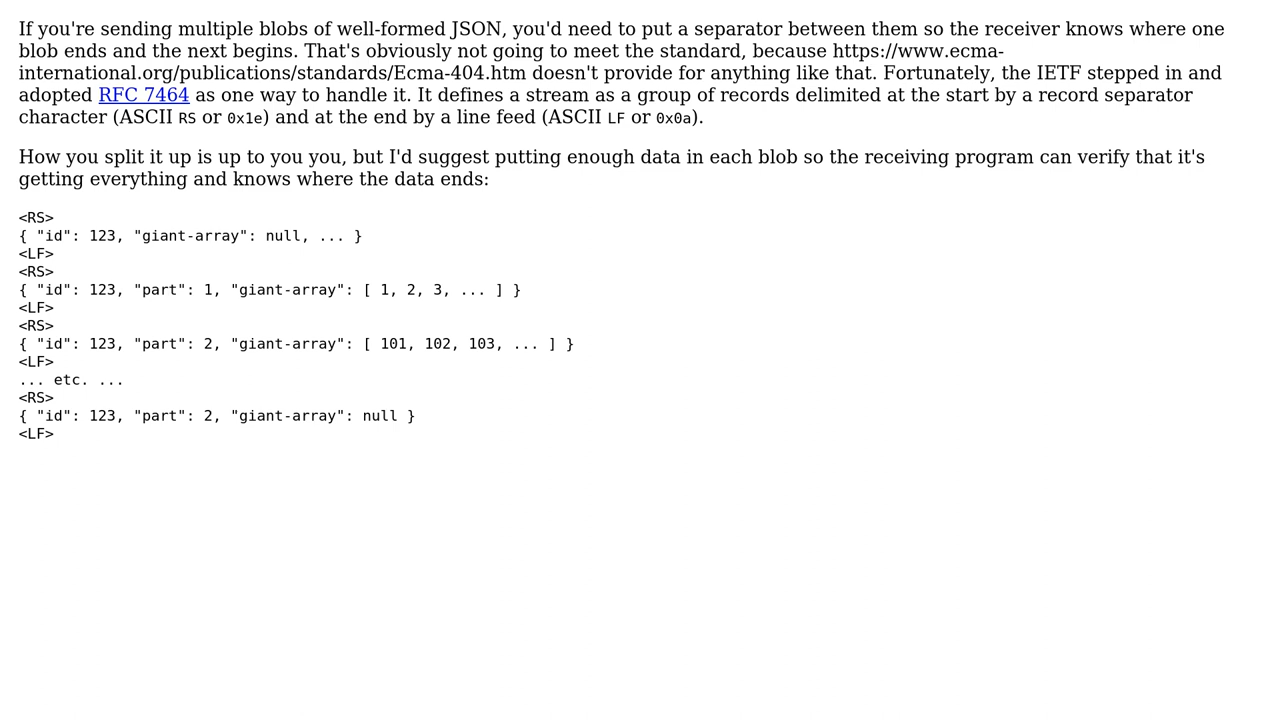 If you're sending multiple blobs of well-formed JSON, you'd need to put a separator between them so the receiver knows where one
blob ends and the next begins. That's obviously not going to meet the standard, because https://www.ecma-
international.org/publications/standards/Ecma-404.htm doesn't provide for anything like that. Fortunately, the IETF stepped in and
adopted RFC 7464 as one way to handle it. It defines a stream as a group of records delimited at the start by a record separator
character (ASCII RS or 0x1e) and at the end by a line feed (ASCII LF or 0x0a).
How you split it up is up to you you, but I'd suggest putting enough data in each blob so the receiving program can verify that it's
getting everything and knows where the data ends:
<RS>
{ "id": 123, "giant-array": null, ... }
<LF>
<RS>
{ "id": 123, "part": 1, "giant-array": [ 1, 2, 3, ... ] }
<LF>
<RS>
{ "id": 123, "part": 2, "giant-array": [ 101, 102, 103, ... ] }
<LF>
... etc. ...
<RS>
{ "id": 123, "part": 2, "giant-array": null }
<LF>